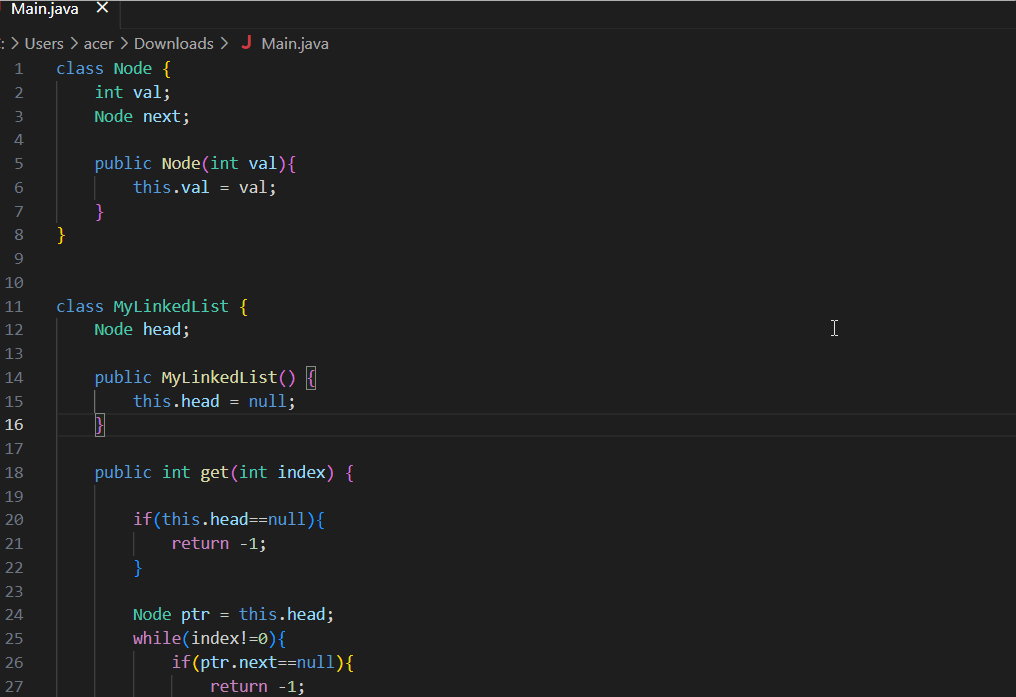 Main.java ×
: > Users > acer > Downloads > J Main.java
1 class Node {
2     int val;
3     Node next;
4
5     public Node(int val){
6         this.val = val;
7     }
8 }
9
10
11 class MyLinkedList {
12     Node head;
13
14     public MyLinkedList() {
15         this.head = null;
16     }
17
18     public int get(int index) {
19
20         if(this.head==null){
21             return -1;
22         }
23
24         Node ptr = this.head;
25         while(index!=0){
26             if(ptr.next==null){
27                 return -1;